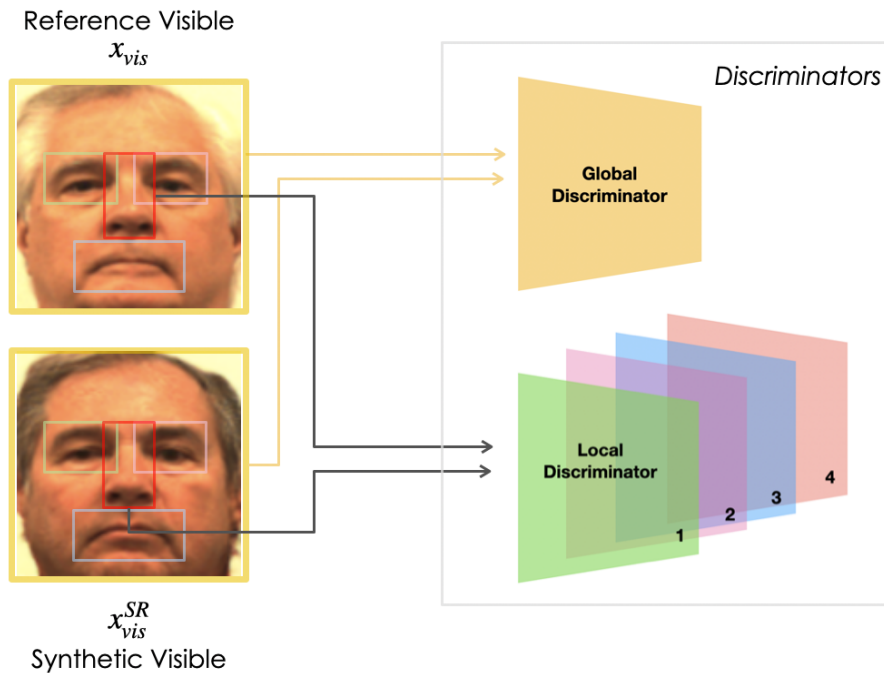 Reference Visible
x_vis
Discriminators
Global
Discriminator
Local
Discriminator
1
2
3
4
x_vis^SR
Synthetic Visible